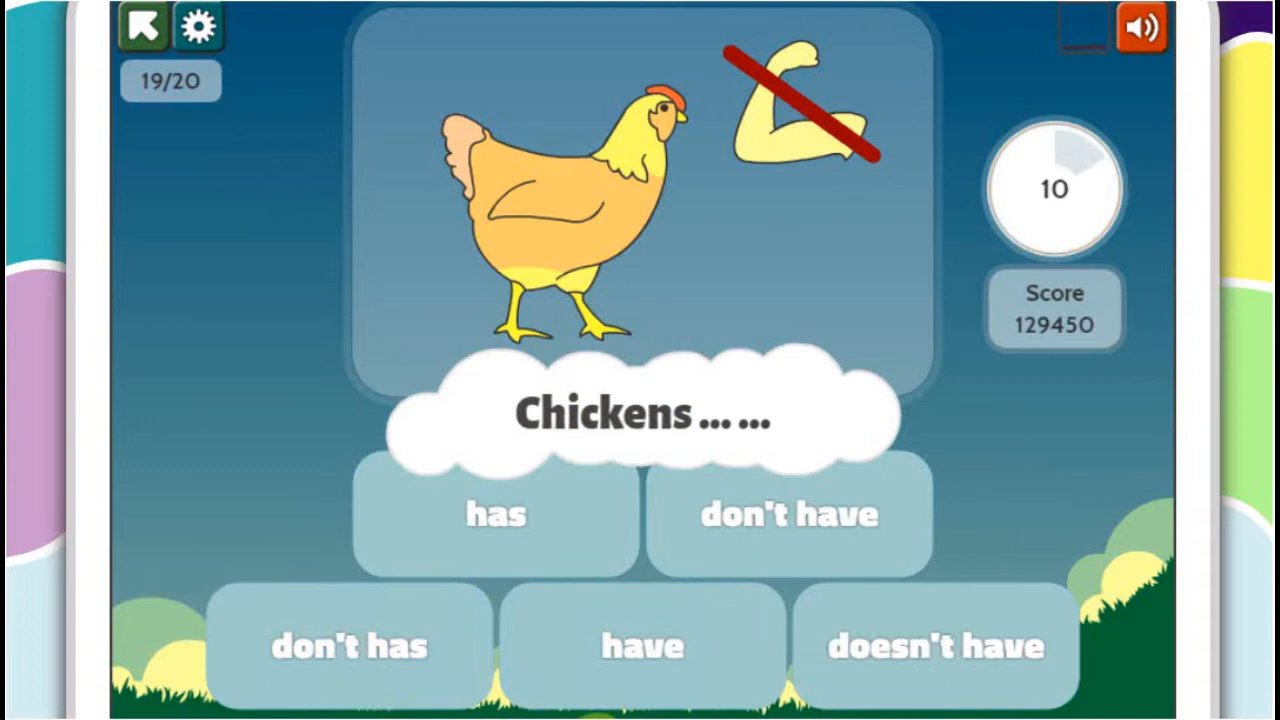 19/20
10
Score
129450
Chickens ... ...
has
don't have
don't has
have
doesn't have